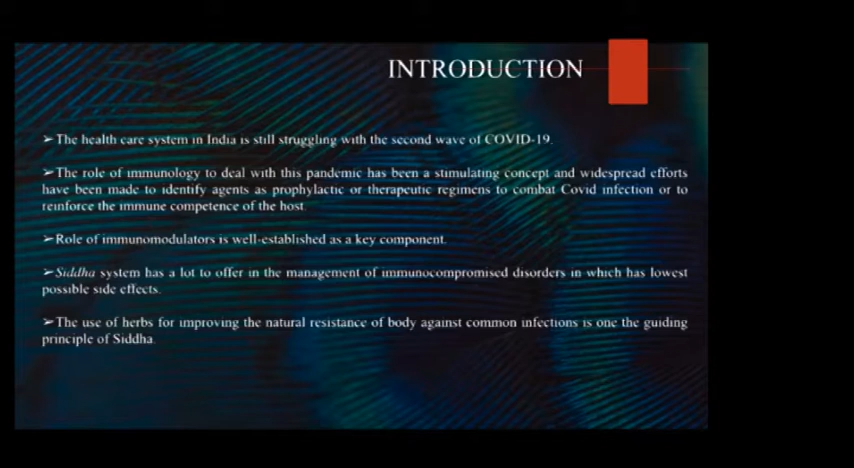 INTRODUCTION
➢The health care system in India is still struggling with the second wave of COVID-19.
➢The role of immunology to deal with this pandemic has been a stimulating concept and widespread efforts
have been made to identify agents as prophylactic or therapeutic regimens to combat Covid infection or to
reinforce the immune competence of the host.
➢Role of immunomodulators is well-established as a key component.
➢Siddha system has a lot to offer in the management of immunocompromised disorders in which has lowest
possible side effects.
➢The use of herbs for improving the natural resistance of body against common infections is one the guiding
principle of Siddha.